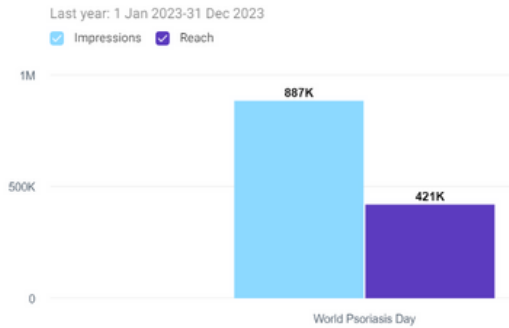 Last year: 1 Jan 2023-31 Dec 2023
Impressions Reach
1M
887K
500K
421K
0
World Psoriasis Day